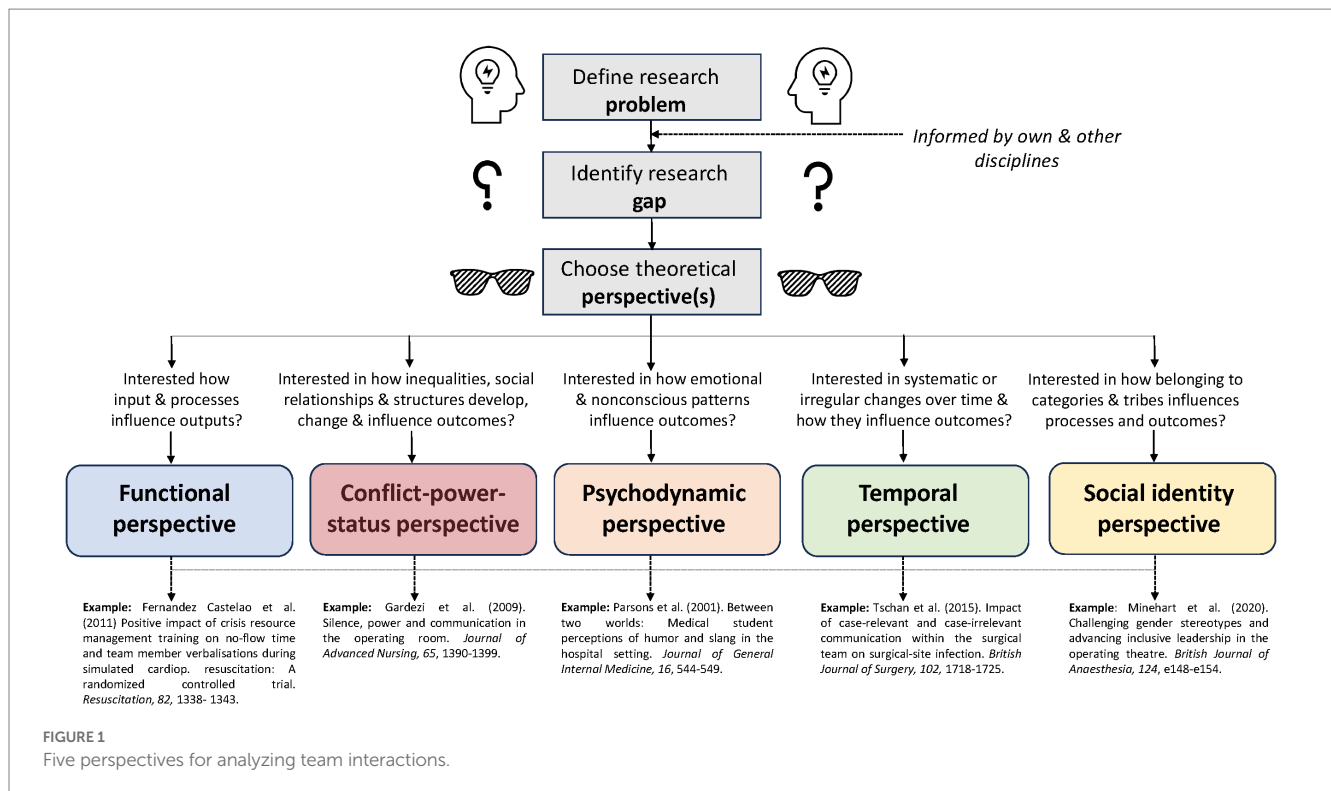 Define research
problem
Informed by own & other
disciplines
Identify research
gap
Choose theoretical
perspective(s)
Interested how
input & processes
influence outputs?
Interested in how inequalities, social
relationships & structures develop,
change & influence outcomes?
Interested in how emotional
& nonconscious patterns
influence outcomes?
Interested in systematic or
irregular changes over time &
how they influence outcomes?
Interested in how belonging to
categories & tribes influences
processes and outcomes?
Functional
perspective
Conflict-power-
status perspective
Psychodynamic
perspective
Temporal
perspective
Social identity
perspective
Example: Fernandez Castelao et al.
(2011) Positive impact of crisis resource
management training on no-flow time
and team member verbalisations during
simulated cardiop. resuscitation: A
randomized controlled trial.
Resuscitation, 82, 1338- 1343.
Example: Gardezi et al. (2009).
Silence, power and communication in
the operating room. Journal of
Advanced Nursing, 65, 1390-1399.
Example: Parsons et al. (2001). Between
two worlds: Medical student
perceptions of humor and slang in the
hospital setting. Journal of General
Internal Medicine, 16, 544-549.
Example: Tschan et al. (2015). Impact
of case-relevant and case-irrelevant
communication within the surgical
team on surgical-site infection. British
Journal of Surgery, 102, 1718-1725.
Example: Minehart et al. (2020).
Challenging gender stereotypes and
advancing inclusive leadership in the
operating theatre. British Journal of
Anaesthesia, 124, e148-e154.
FIGURE 1
Five perspectives for analyzing team interactions.